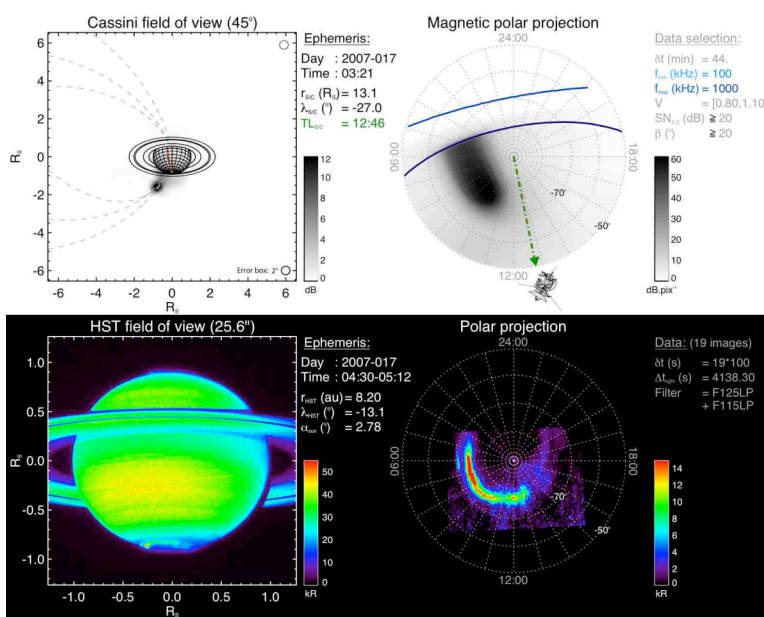 Cassini field of view (45°)
6
4
2
0
-2
-4
-6
R_S
-6
-4
-2
0
2
4
6
R_S
Error box: 2°
Ephemeris:
Day : 2007-017
Time : 03:21
r_S/C (R_S) = 13.1
λ_S/C (°) = -27.0
TL_S/C = 12:46
12
10
8
6
4
2
0
dB
Magnetic polar projection
24:00
06:00
18:00
12:00
-70°
-50°
Data selection:
δt (min) = 44.
f_min (kHz) = 100
f_max (kHz) = 1000
V = [0.80,1.10
SN_x,z (dB) ≧ 20
β (°) ≧ 20
60
50
40
30
20
10
0
dB.pix⁻¹
HST field of view (25.6")
1.0
0.5
0.0
-0.5
-1.0
R_S
-1.0
-0.5
0.0
0.5
1.0
R_S
Ephemeris:
Day : 2007-017
Time : 04:30-05:12
r_HST (au) = 8.20
λ_HST (°) = -13.1
α_sun (°) = 2.78
50
40
30
20
10
0
kR
Polar projection
24:00
06:00
18:00
12:00
-70°
-50°
Data: (19 images)
δt (s) = 19*100
Δt (s) = 4138.30
Filter = F125LP
+ F115LP
14
12
10
8
6
4
2
0
kR